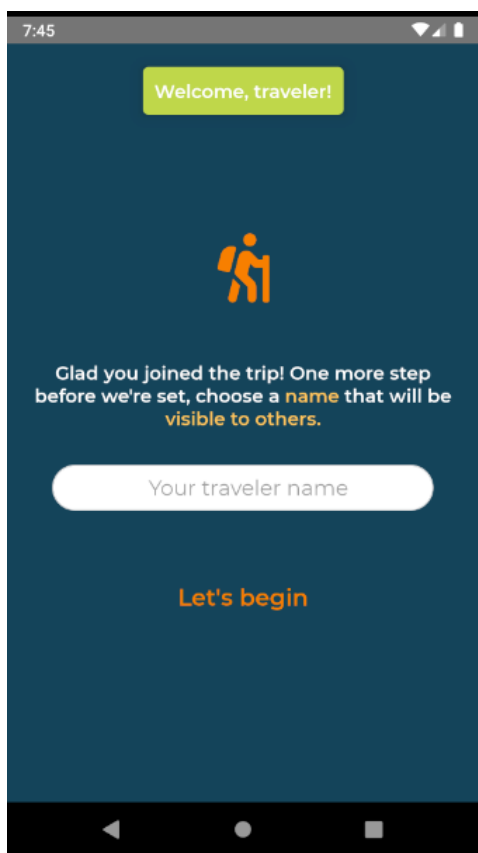 7:45
Welcome, traveler!
Glad you joined the trip! One more step
before we're set, choose a name that will be
visible to others.
Your traveler name
Let's begin